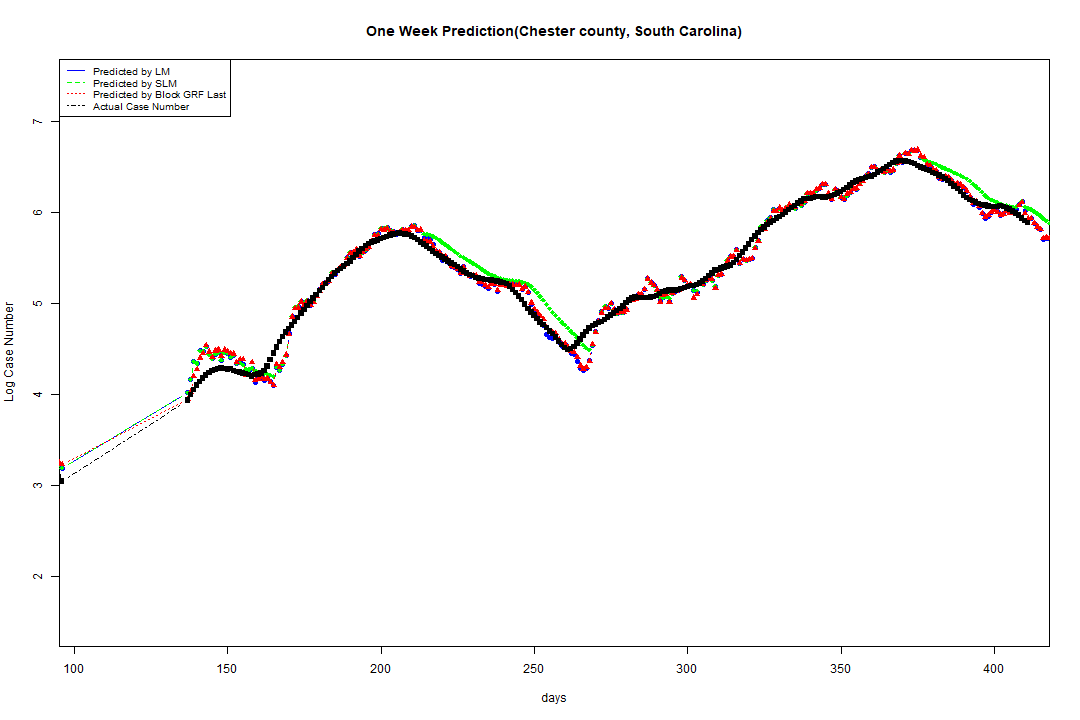 One Week Prediction(Chester county, South Carolina)
Predicted by LM
Predicted by SLM
Predicted by Block GRF Last
Actual Case Number
Log Case Number
7
6
5
4
3
2
100 150 200 250 300 350 400
days